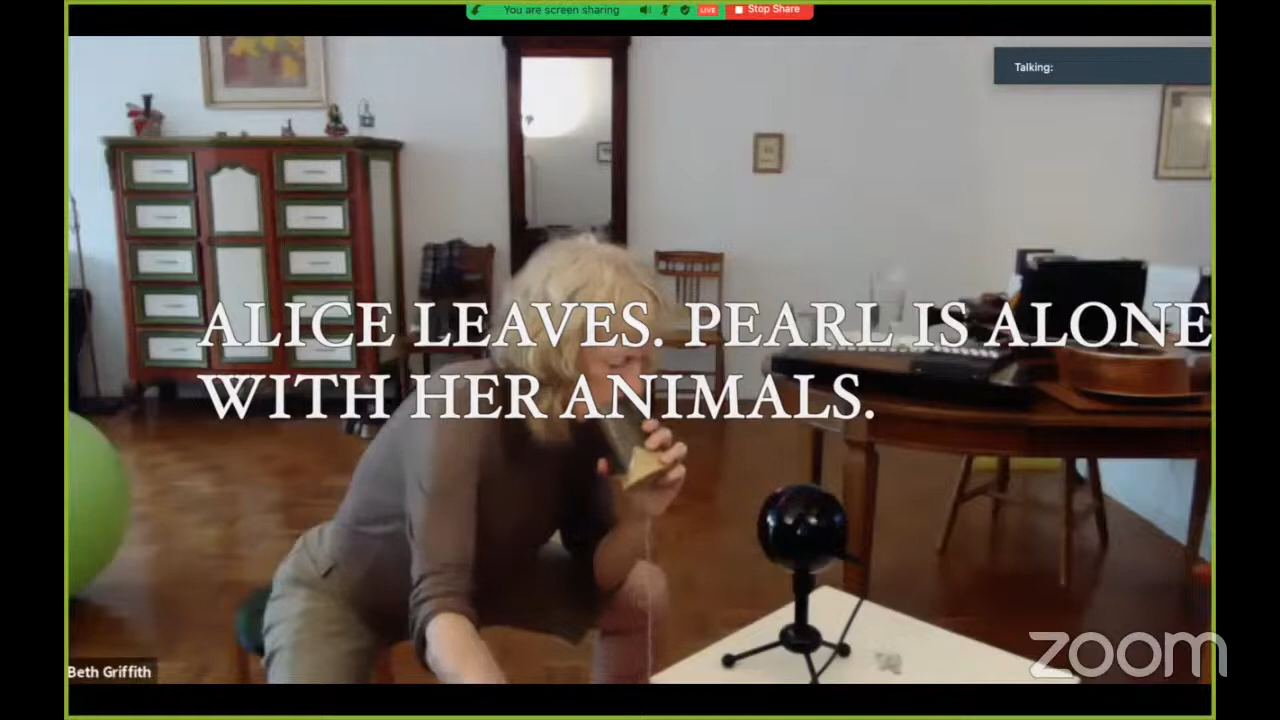 You are screen sharing
LIVE
Stop Share
Talking:
ALICE LEAVES. PEARL IS ALONE
WITH HER ANIMALS.
Beth Griffith
zoom